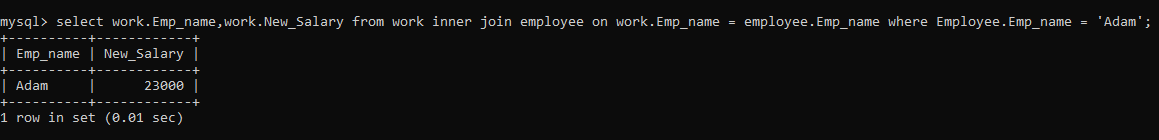 mysql> select work.Emp_name,work.New_Salary from work inner join employee on work.Emp_name = employee.Emp_name where Employee.Emp_name = 'Adam';
+----------+------------+
| Emp_name | New_Salary |
+----------+------------+
| Adam     |      23000 |
+----------+------------+
1 row in set (0.01 sec)